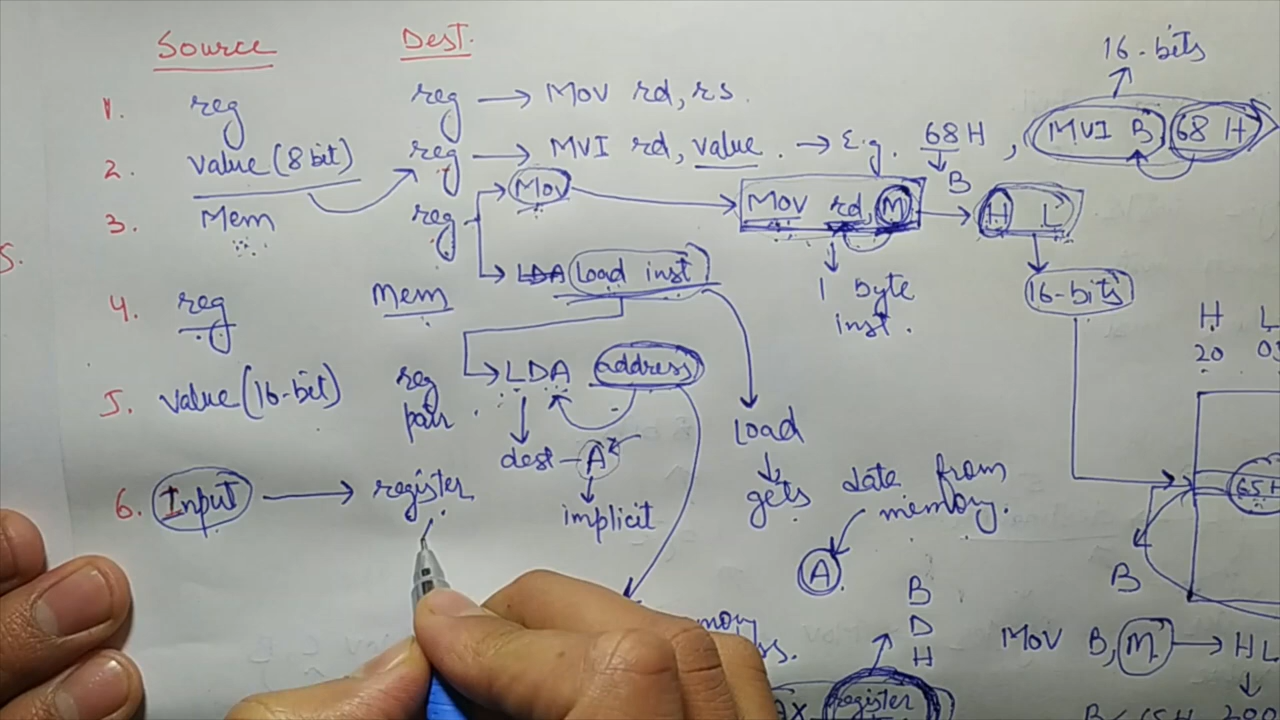 Source Dest.
16-bits
1. reg reg → Mov rd, rs.
2. value (8 bit) reg → MVI rd, value. → E.g. 68H, MVI B 68 H
B
3. Mem reg Mov Mov rd M → H L
LDA Load inst
1 byte inst.
16-bits
4. reg Mem
H L
20
LDA address
5. value (16-bit) reg pair
dest - A
implicit
Load
gets data from memory.
A
6. Input → register
65H
B
B
D
H
MOV B, M → HL
register